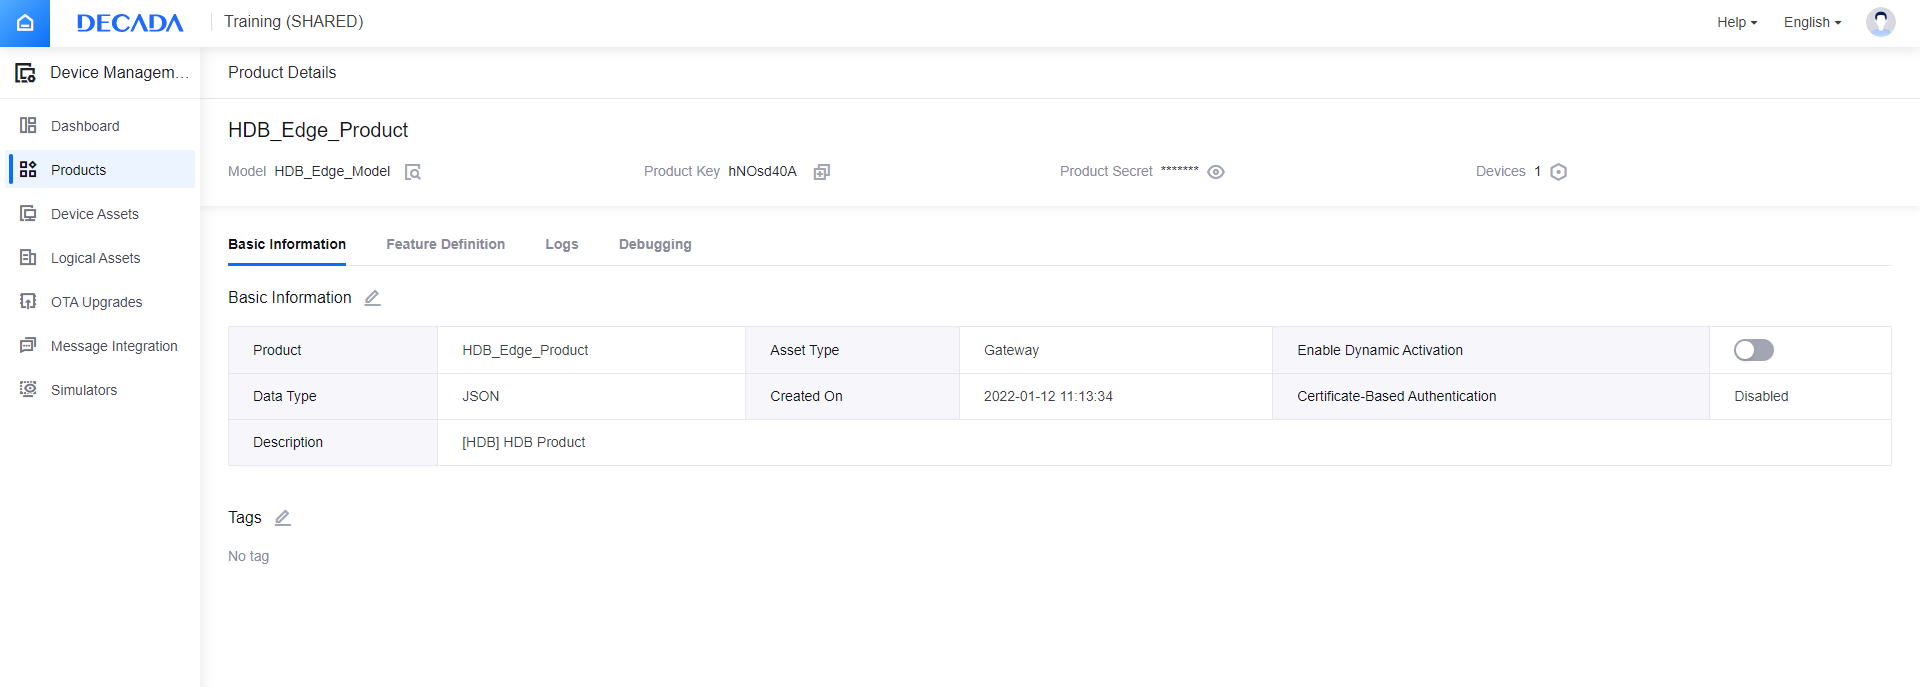 DECADA Training (SHARED) Help English
Device Managem... Product Details
Dashboard
Products
Device Assets
Logical Assets
OTA Upgrades
Message Integration
Simulators
HDB_Edge_Product
Model HDB_Edge_Model Product Key hNOsd40A Product Secret ******* Devices 1
Basic Information Feature Definition Logs Debugging
Basic Information
Product HDB_Edge_Product Asset Type Gateway Enable Dynamic Activation
Data Type JSON Created On 2022-01-12 11:13:34 Certificate-Based Authentication Disabled
Description [HDB] HDB Product
Tags
No tag